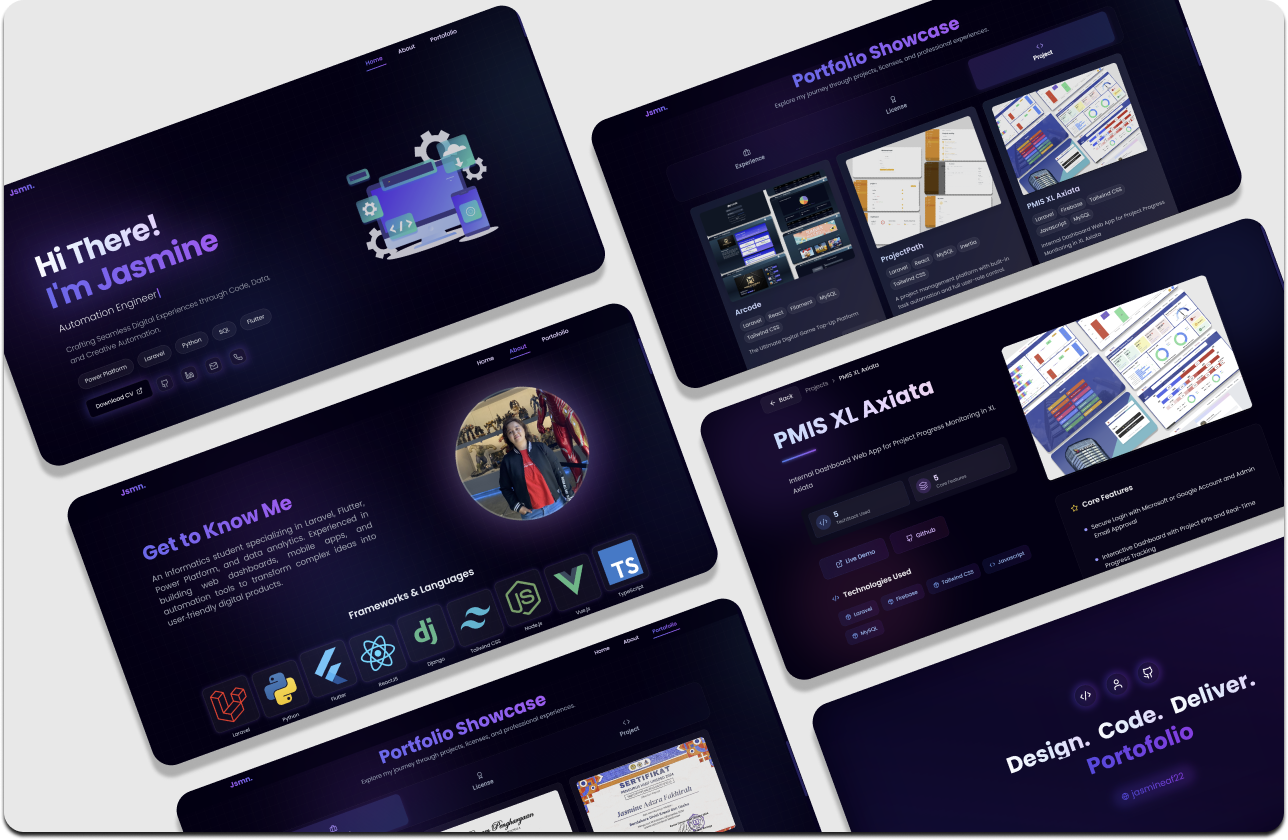 Home
About
Portofolio
Jsmn.
Hi There!
I'm Jasmine
Automation Engineer|
Crafting Seamless Digital Experiences through Code, Data,
and Creative Automation.
Power Platform
Laravel
Python
SQL
Flutter
Download CV
Jsmn.
Portfolio Showcase
Explore my journey through projects, licenses, and professional experiences.
Experience
License
Project
Arcode
Laravel
React
Filament
MySQL
Tailwind CSS
The Ultimate Digital Game Top-Up Platform
ProjectPath
Laravel
React
MySQL
Inertia
Tailwind CSS
A project management platform with built-in
task automation and full user-role control.
PMIS XL Axiata
Laravel
Firebase
Tailwind CSS
Javascript
MySQL
Internal Dashboard Web App for Project Progress
Monitoring in XL Axiata
Home
About
Portofolio
Jsmn.
Get to Know Me
An Informatics student specializing in Laravel, Flutter,
Power Platform, and data analytics. Experienced in
building web dashboards, mobile apps, and
automation tools to transform complex ideas into
user-friendly digital products.
Frameworks & Languages
Laravel
Python
Flutter
ReactJS
dj
Django
Tailwind CSS
JS
Node.js
Vue.js
TS
TypeScript
Back
Projects > PMIS XL Axiata
PMIS XL Axiata
Internal Dashboard Web App for Project Progress Monitoring in XL
Axiata
5
Techstack Used
5
Core Features
Live Demo
Github
</> Technologies Used
Laravel
Firebase
Tailwind CSS
Javascript
MySQL
Core Features
Secure Login with Microsoft or Google Account and Admin
Email Approval
Interactive Dashboard with Project KPIs and Real-Time
Progress Tracking
Home
About
Portofolio
Jsmn.
Portfolio Showcase
Explore my journey through projects, licenses, and professional experiences.
License
Project
Penghargaan
SERTIFIKAT
Jasmine Adzra Fakhirah
Design. Code. Deliver.
Portofolio
jasmineaf22